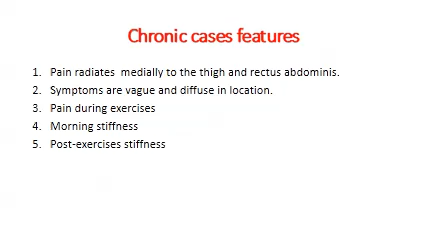 Chronic cases features
1. Pain radiates medially to the thigh and rectus abdominis.
2. Symptoms are vague and diffuse in location.
3. Pain during exercises
4. Morning stiffness
5. Post-exercises stiffness